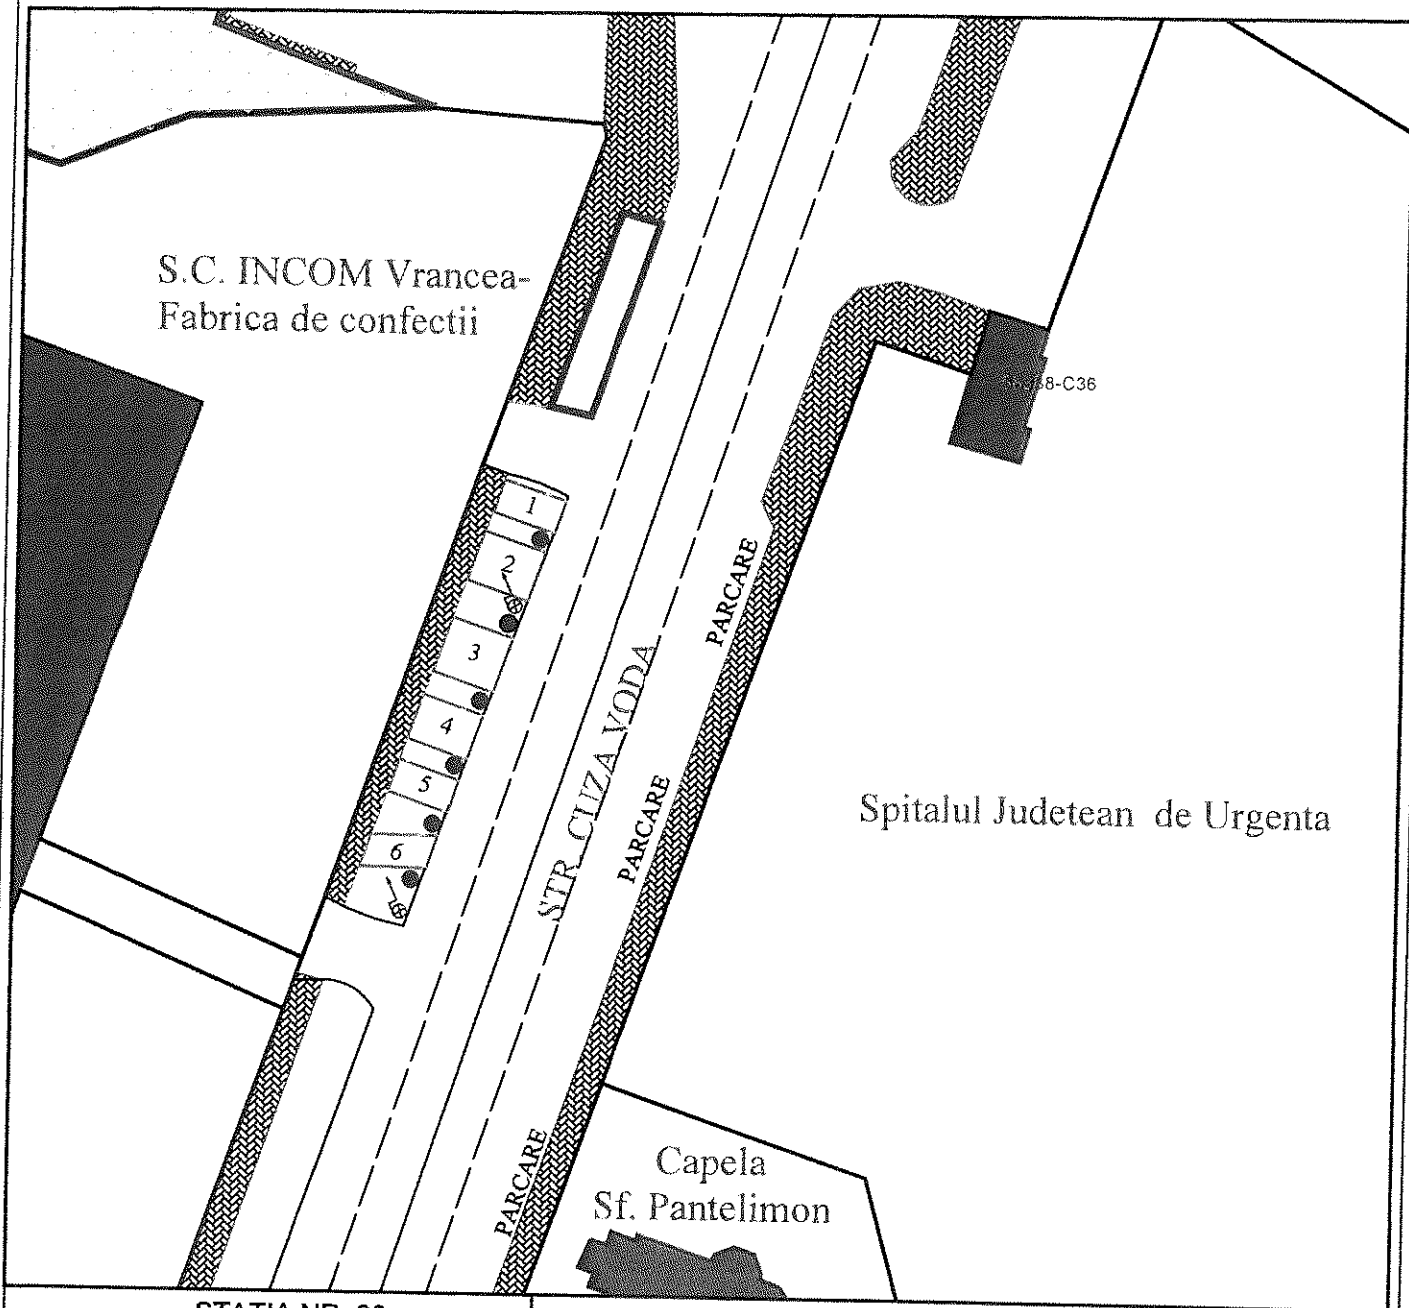 S.C. INCOM Vrancea-
Fabrica de confectii
1
2
3
4
5
6
STR. CUZA VODA
PARCARE
PARCARE
PARCARE
Spitalul Judetean de Urgenta
Capela
Sf. Pantelimon